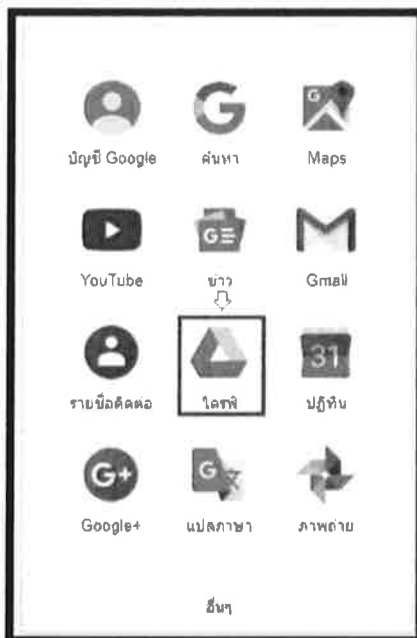 บัญชี Google
ค้นหา
Maps
YouTube
ข่าว
Gmail
รายชื่อติดต่อ
31
ไดรฟ์
ปฏิทิน
Google+
แปลภาษา
ภาพถ่าย
อื่นๆ